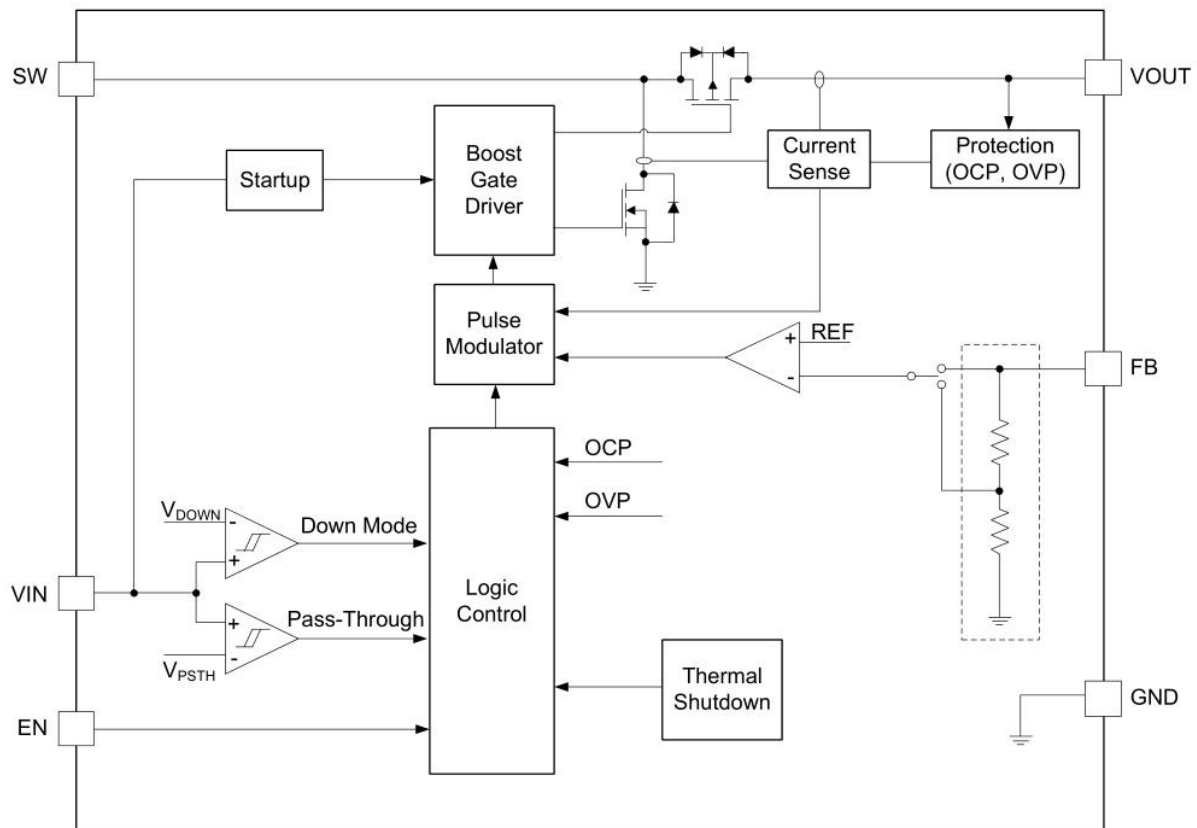 SW
VOUT
Boost
Gate
Driver
Startup
Current
Sense
Protection
(OCP, OVP)
Pulse
Modulator
+
REF
-
FB
OCP
OVP
VDOWN
-
Down Mode
+
VIN
Logic
Control
+
Pass-Through
-
VPSTH
Thermal
Shutdown
GND
EN